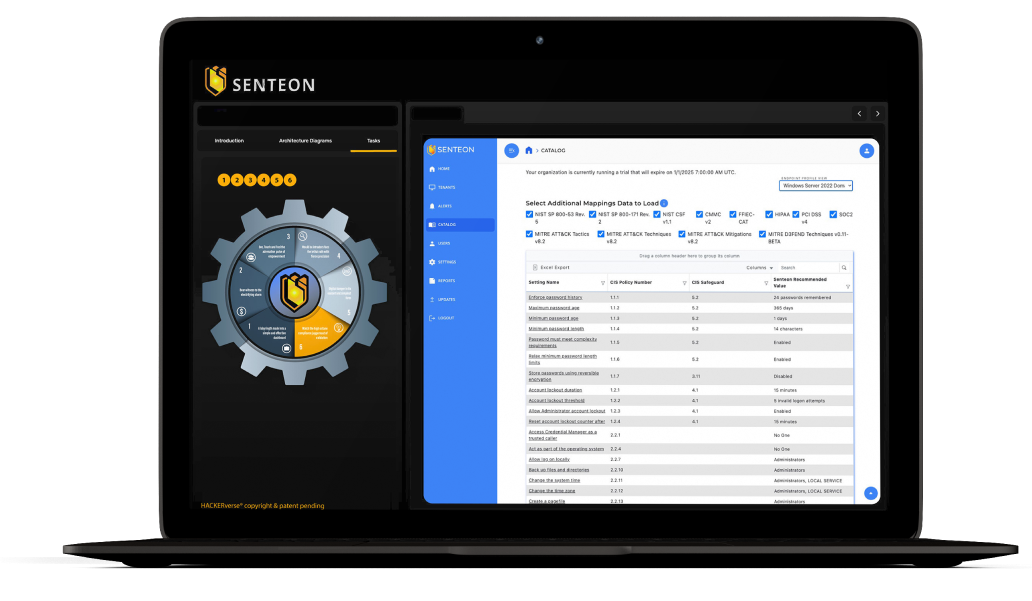 SENTEON
Introduction
Architecture Diagrams
Tasks
1 2 3 4 5 6
3
4
2
5
1
6
HACKERverse® copyright & patent pending
SENTEON
HOME
TENANTS
ALERTS
CATALOG
USERS
SETTINGS
REPORTS
UPDATES
LOGOUT
> CATALOG
Your organization is currently running a trial that will expire on 1/1/2025 7:00:00 AM UTC.
ENDPOINT PROFILE VIEW
Windows Server 2022 Dom
Select Additional Mappings Data to Load
NIST SP 800-53 Rev. 5
NIST SP 800-171 Rev. 2
NIST CSF v1.1
CMMC v2
FFIEC-CAT
HIPAA
PCI DSS v4
SOC2
MITRE ATT&CK Tactics v8.2
MITRE ATT&CK Techniques v8.2
MITRE ATT&CK Mitigations v8.2
MITRE D3FEND Techniques v0.11-BETA
Drag a column header here to group its column
Excel Export
Columns
Search
Setting Name CIS Policy Number CIS Safeguard Senteon Recommended Value
Enforce password history 1.1.1 5.2 24 passwords remembered
Maximum password age 1.1.2 5.2 365 days
Minimum password age 1.1.3 5.2 1 days
Minimum password length 1.1.4 5.2 14 characters
Password must meet complexity requirements 1.1.5 5.2 Enabled
Relax minimum password length limits 1.1.6 5.2 Enabled
Store passwords using reversible encryption 1.1.7 3.11 Disabled
Account lockout duration 1.2.1 4.1 15 minutes
Account lockout threshold 1.2.2 4.1 5 invalid logon attempts
Allow Administrator account lockout 1.2.3 4.1 Enabled
Reset account lockout counter after 1.2.4 4.1 15 minutes
Access Credential Manager as a trusted caller 2.2.1 No One
Act as part of the operating system 2.2.4 No One
Allow log on locally 2.2.7 Administrators
Back up files and directories 2.2.10 Administrators
Change the system time 2.2.11 Administrators, LOCAL SERVICE
Change the time zone 2.2.12 Administrators, LOCAL SERVICE
Create a pagefile 2.2.13 Administrators